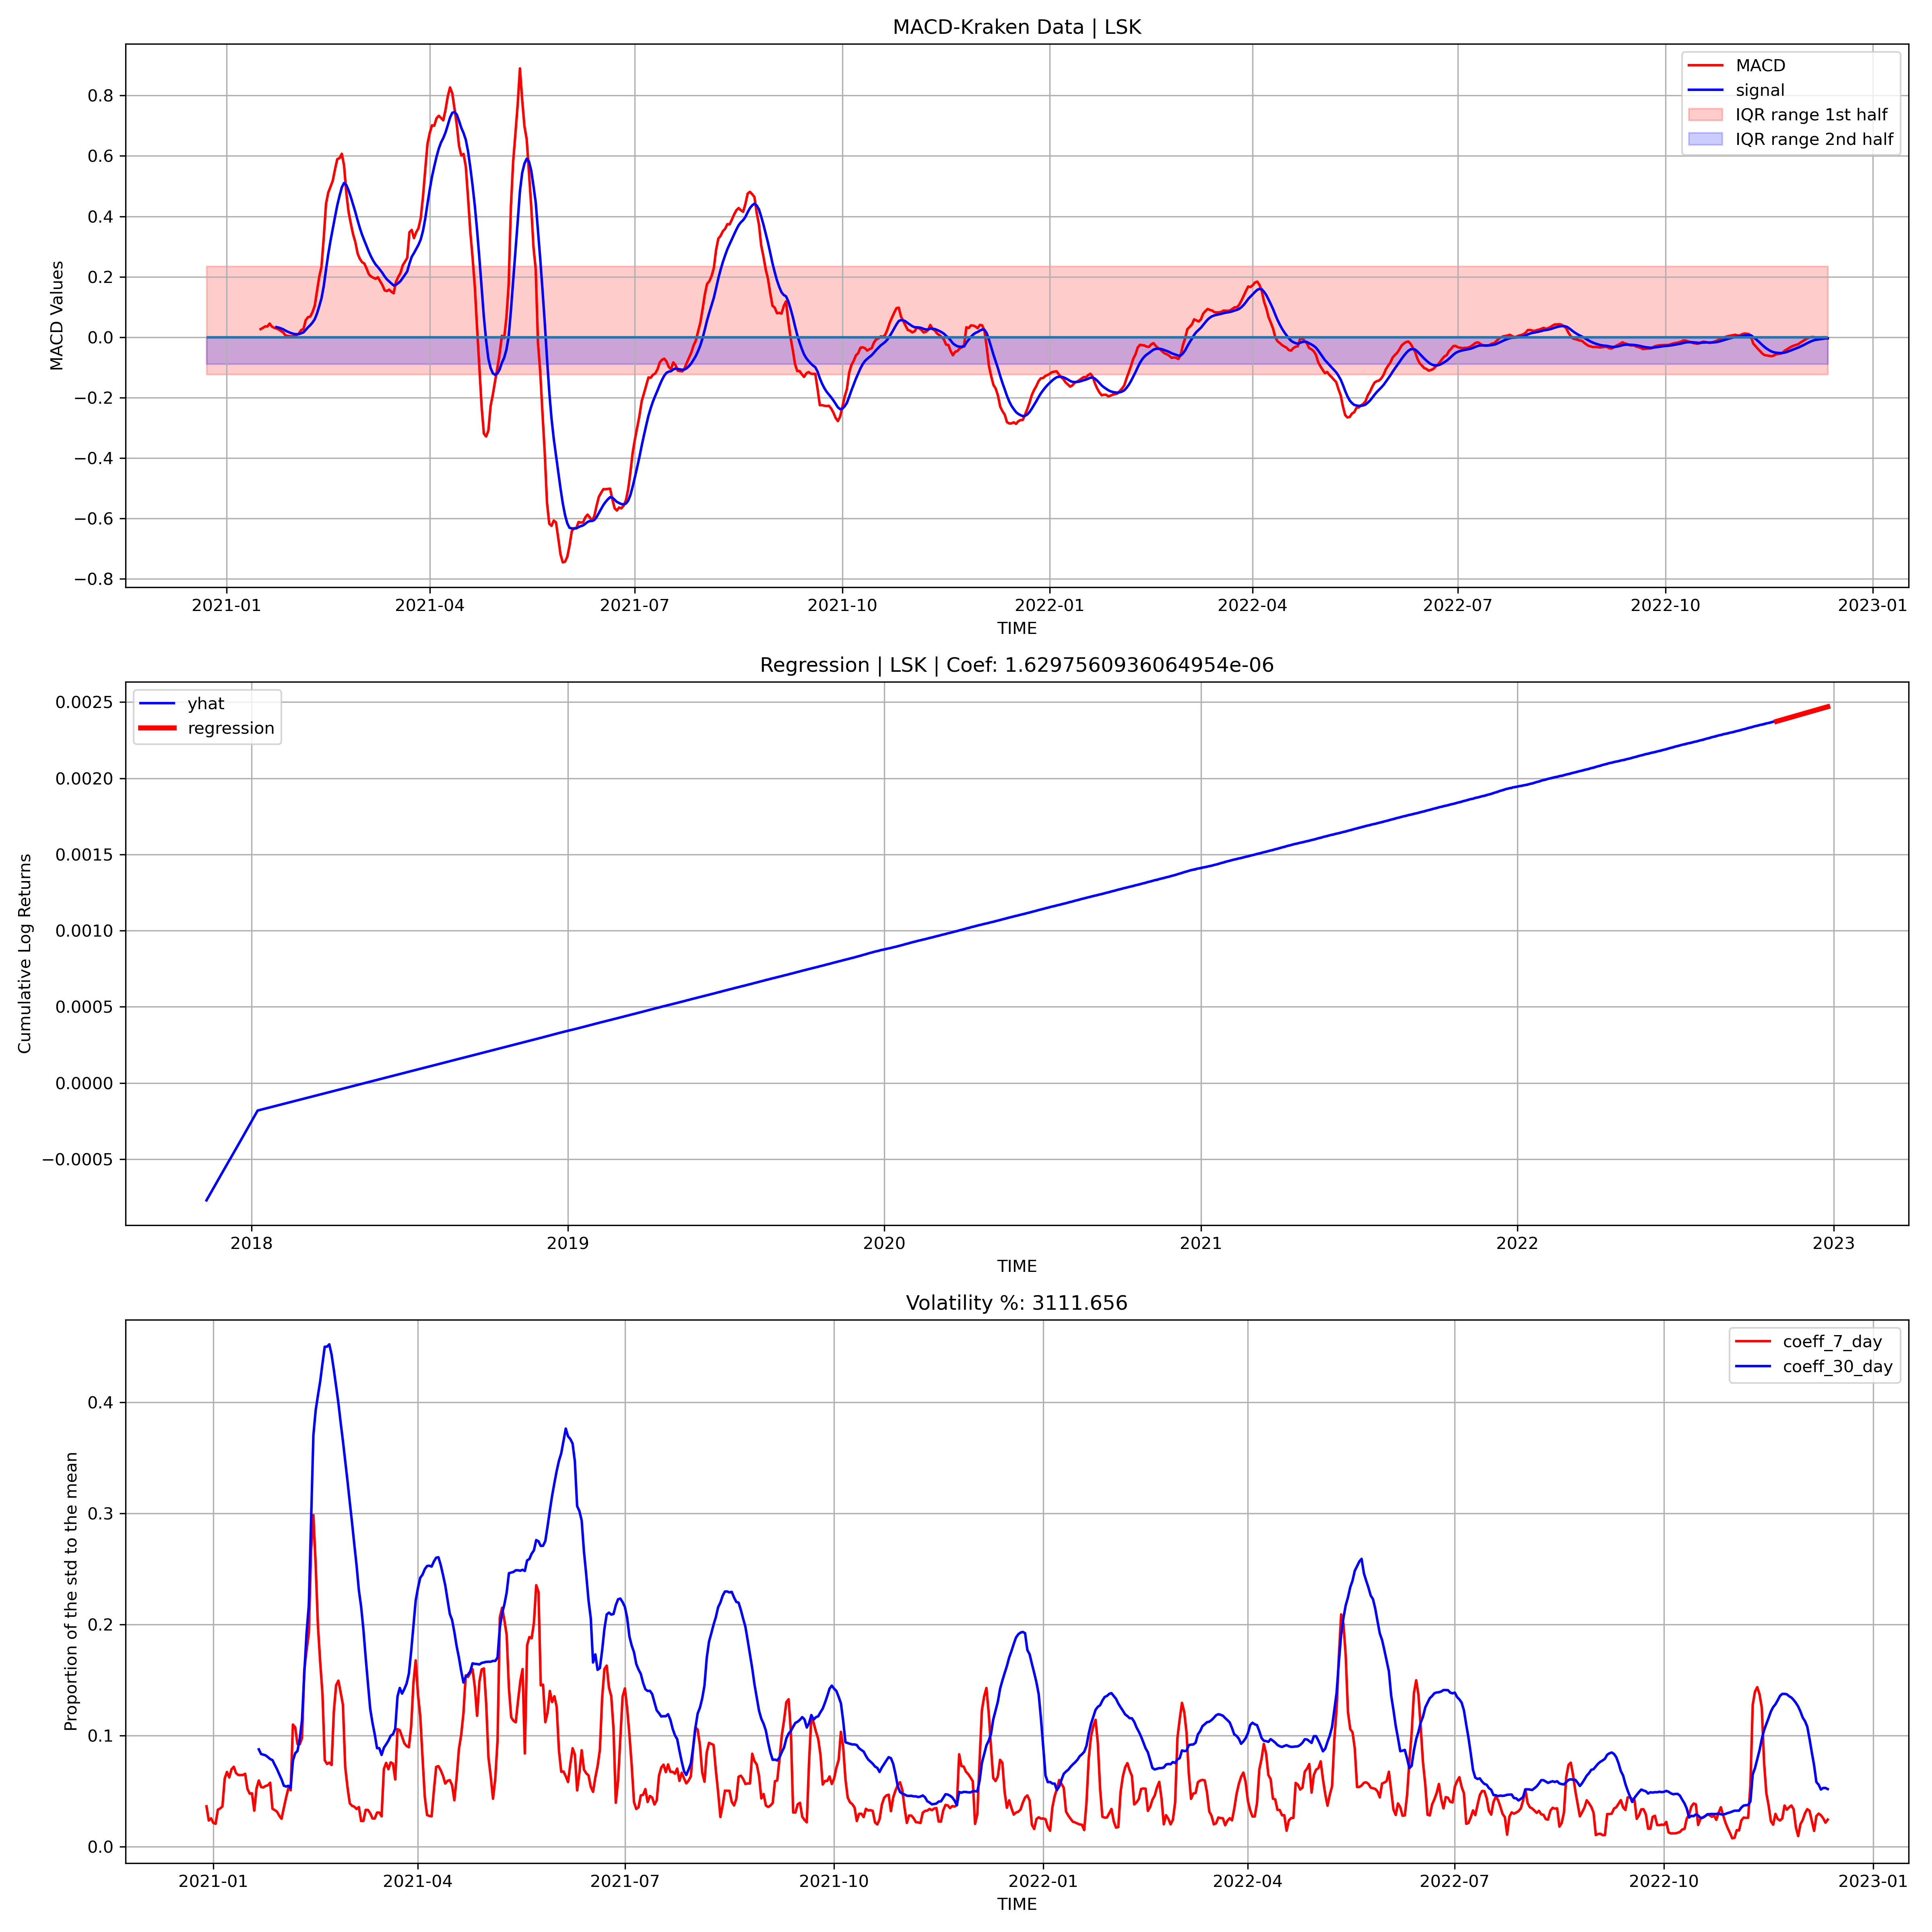 MACD-Kraken Data | LSK
MACD Values
0.8
0.6
0.4
0.2
0.0
−0.2
−0.4
−0.6
−0.8
MACD
signal
IQR range 1st half
IQR range 2nd half
2021-01 2021-04 2021-07 2021-10 2022-01 2022-04 2022-07 2022-10 2023-01
TIME
Regression | LSK | Coef: 1.6297560936064954e-06
Cumulative Log Returns
0.0025
0.0020
0.0015
0.0010
0.0005
0.0000
−0.0005
yhat
regression
2018 2019 2020 2021 2022 2023
TIME
Volatility %: 3111.656
Proportion of the std to the mean
0.4
0.3
0.2
0.1
0.0
coeff_7_day
coeff_30_day
2021-01 2021-04 2021-07 2021-10 2022-01 2022-04 2022-07 2022-10 2023-01
TIME